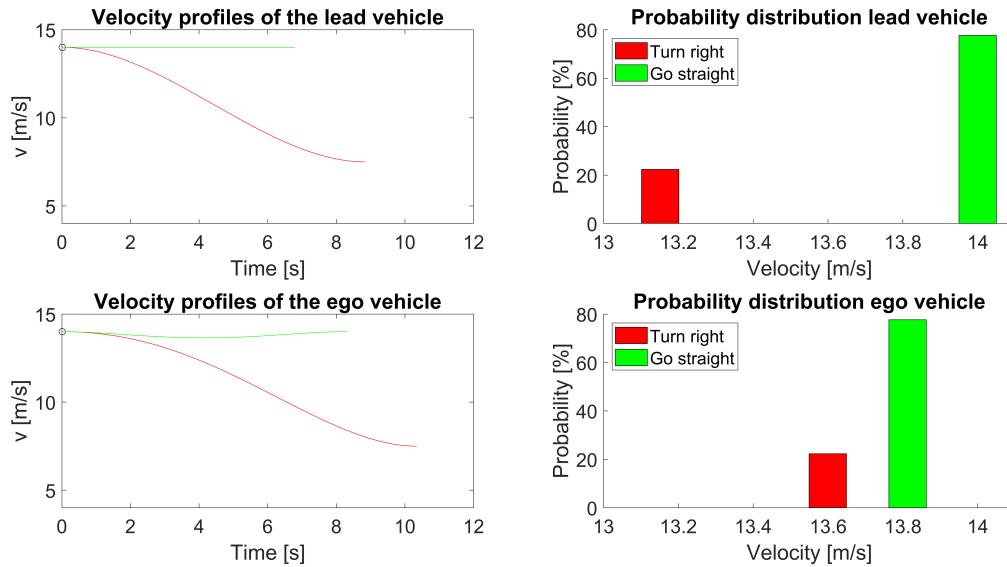 Velocity profiles of the lead vehicle
15
10
5
v [m/s]
0 2 4 6 8 10 12
Time [s]
Probability distribution lead vehicle
80
60
40
20
0
Probability [%]
Turn right
Go straight
13 13.2 13.4 13.6 13.8 14
Velocity [m/s]
Velocity profiles of the ego vehicle
15
10
5
v [m/s]
0 2 4 6 8 10 12
Time [s]
Probability distribution ego vehicle
80
60
40
20
0
Probability [%]
Turn right
Go straight
13 13.2 13.4 13.6 13.8 14
Velocity [m/s]